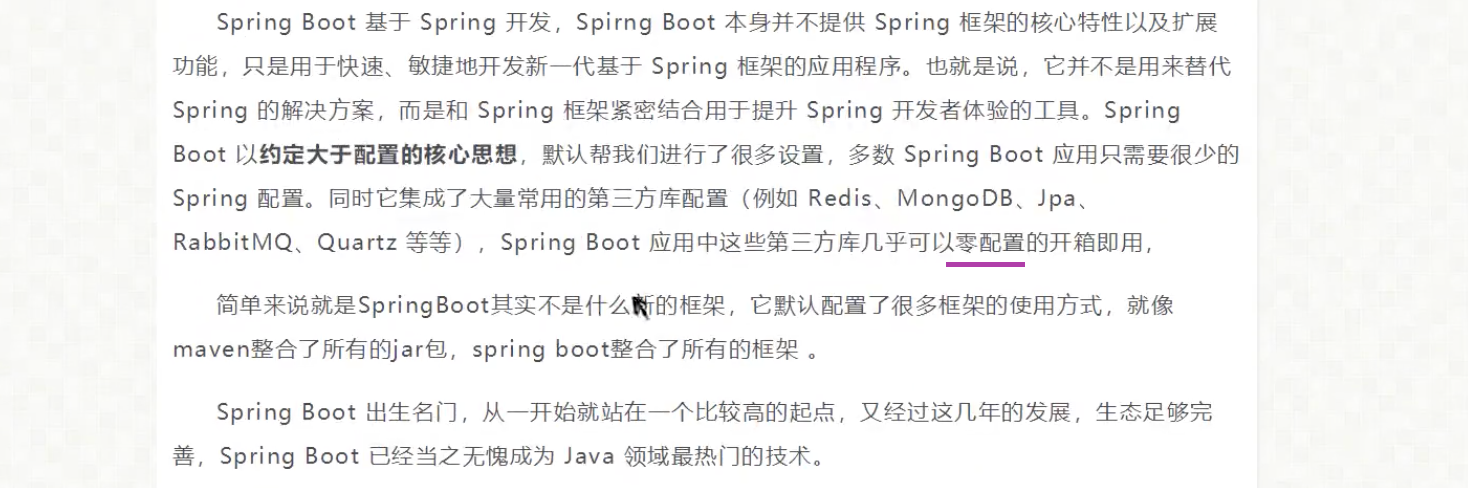 Spring Boot 基于 Spring 开发，Spirng Boot 本身并不提供 Spring 框架的核心特性以及扩展
功能，只是用于快速、敏捷地开发新一代基于 Spring 框架的应用程序。也就是说，它并不是用来替代
Spring 的解决方案，而是和 Spring 框架紧密结合用于提升 Spring 开发者体验的工具。Spring
Boot 以约定大于配置的核心思想，默认帮我们进行了很多设置，多数 Spring Boot 应用只需要很少的
Spring 配置。同时它集成了大量常用的第三方库配置（例如 Redis、MongoDB、Jpa、
RabbitMQ、Quartz 等等），Spring Boot 应用中这些第三方库几乎可以零配置的开箱即用，
简单来说就是SpringBoot其实不是什么新的框架，它默认配置了很多框架的使用方式，就像
maven整合了所有的jar包，spring boot整合了所有的框架 。
Spring Boot 出生名门，从一开始就站在一个比较高的起点，又经过这几年的发展，生态足够完
善，Spring Boot 已经当之无愧成为 Java 领域最热门的技术。